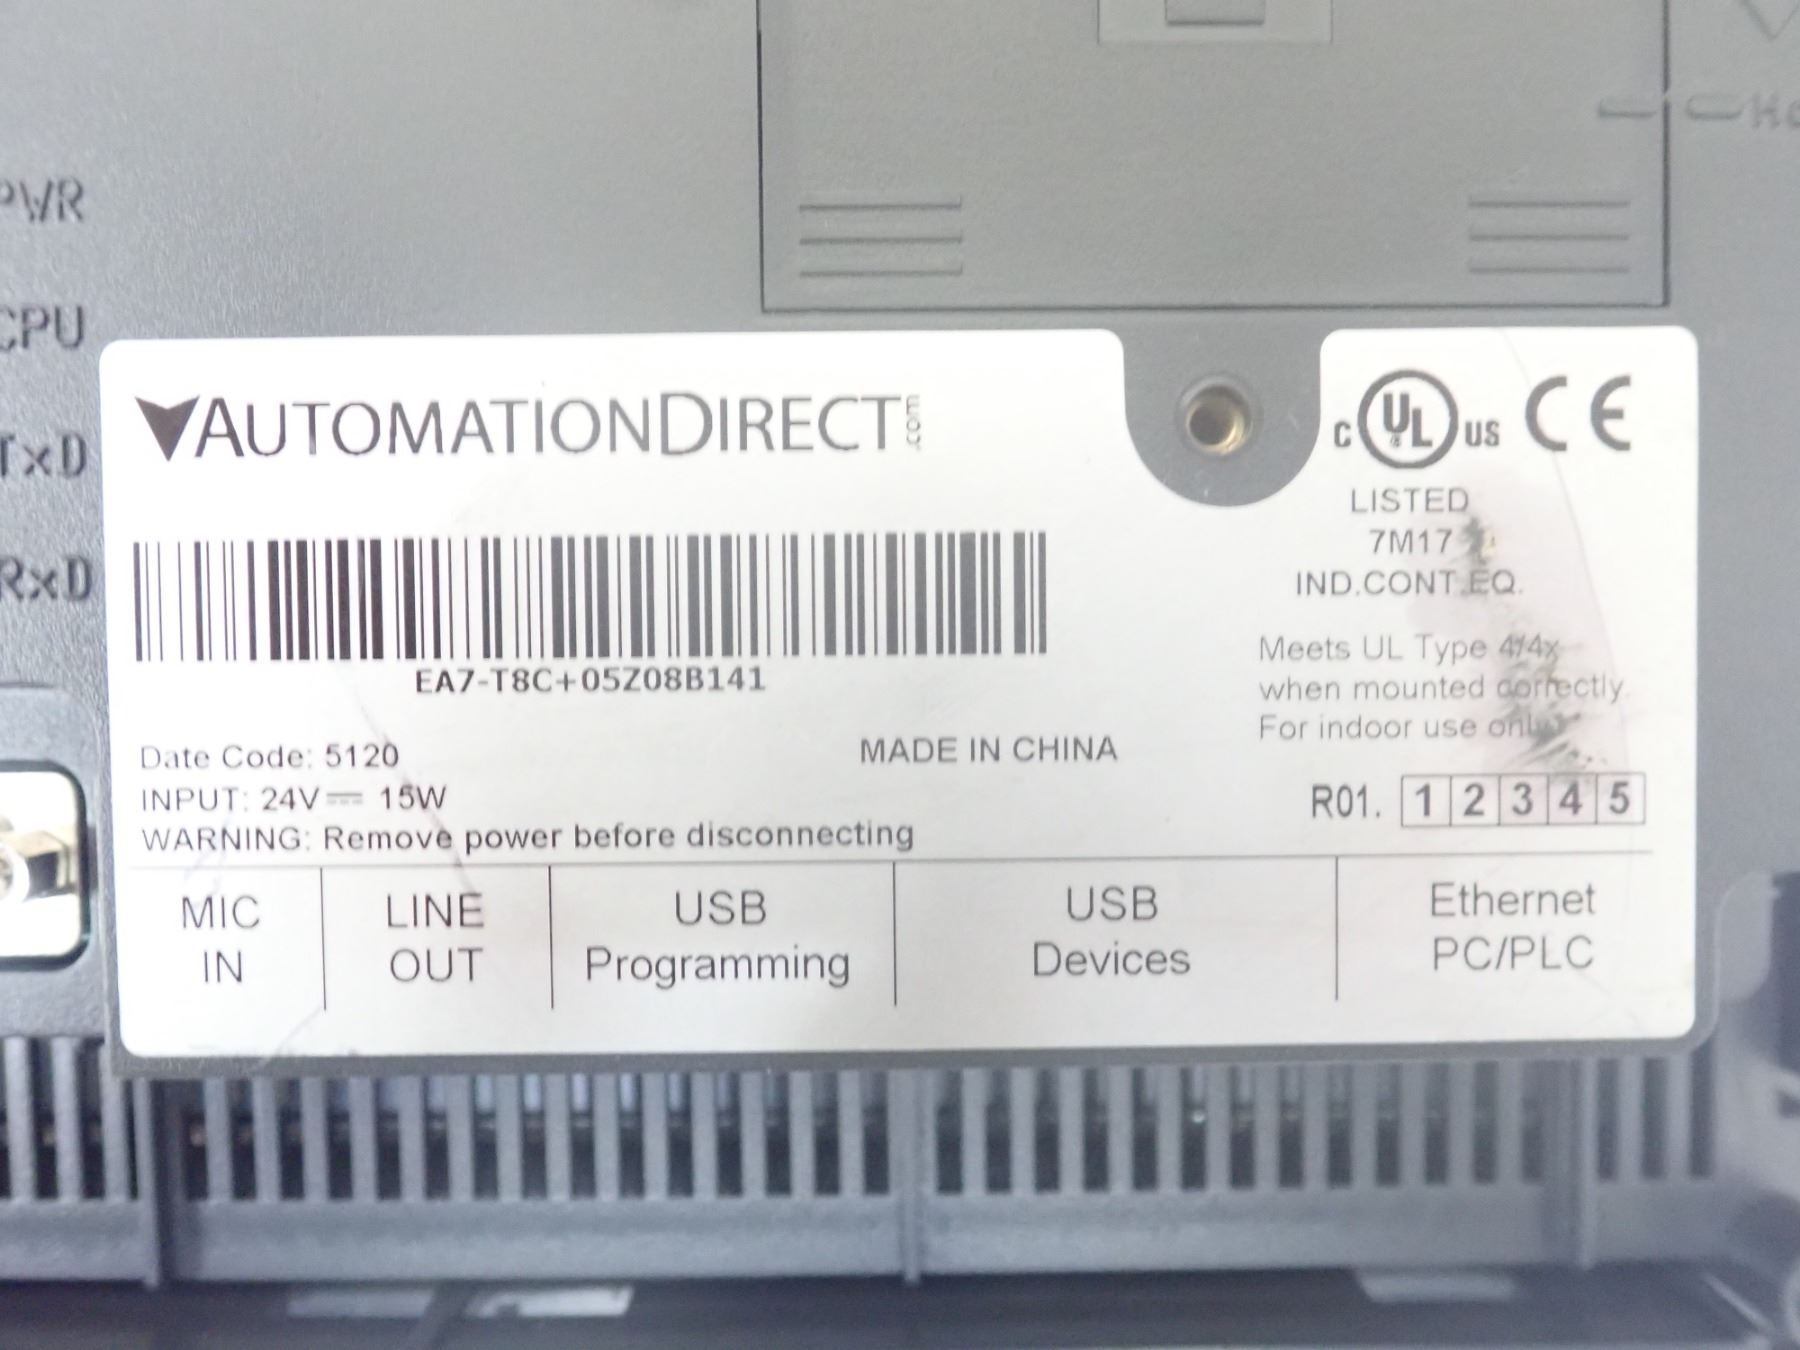 PWR
CPU
TxD
RxD
AUTOMATIONDIRECT.com
C UL US CE
LISTED
7M17
IND.CONT.EQ.
EA7-T8C+05Z08B141
Meets UL Type 4/4x
when mounted correctly.
For indoor use only.
Date Code: 5120
MADE IN CHINA
INPUT: 24V⎓ 15W
R01. 1 2 3 4 5
WARNING: Remove power before disconnecting
MIC
IN
LINE
OUT
USB
Programming
USB
Devices
Ethernet
PC/PLC